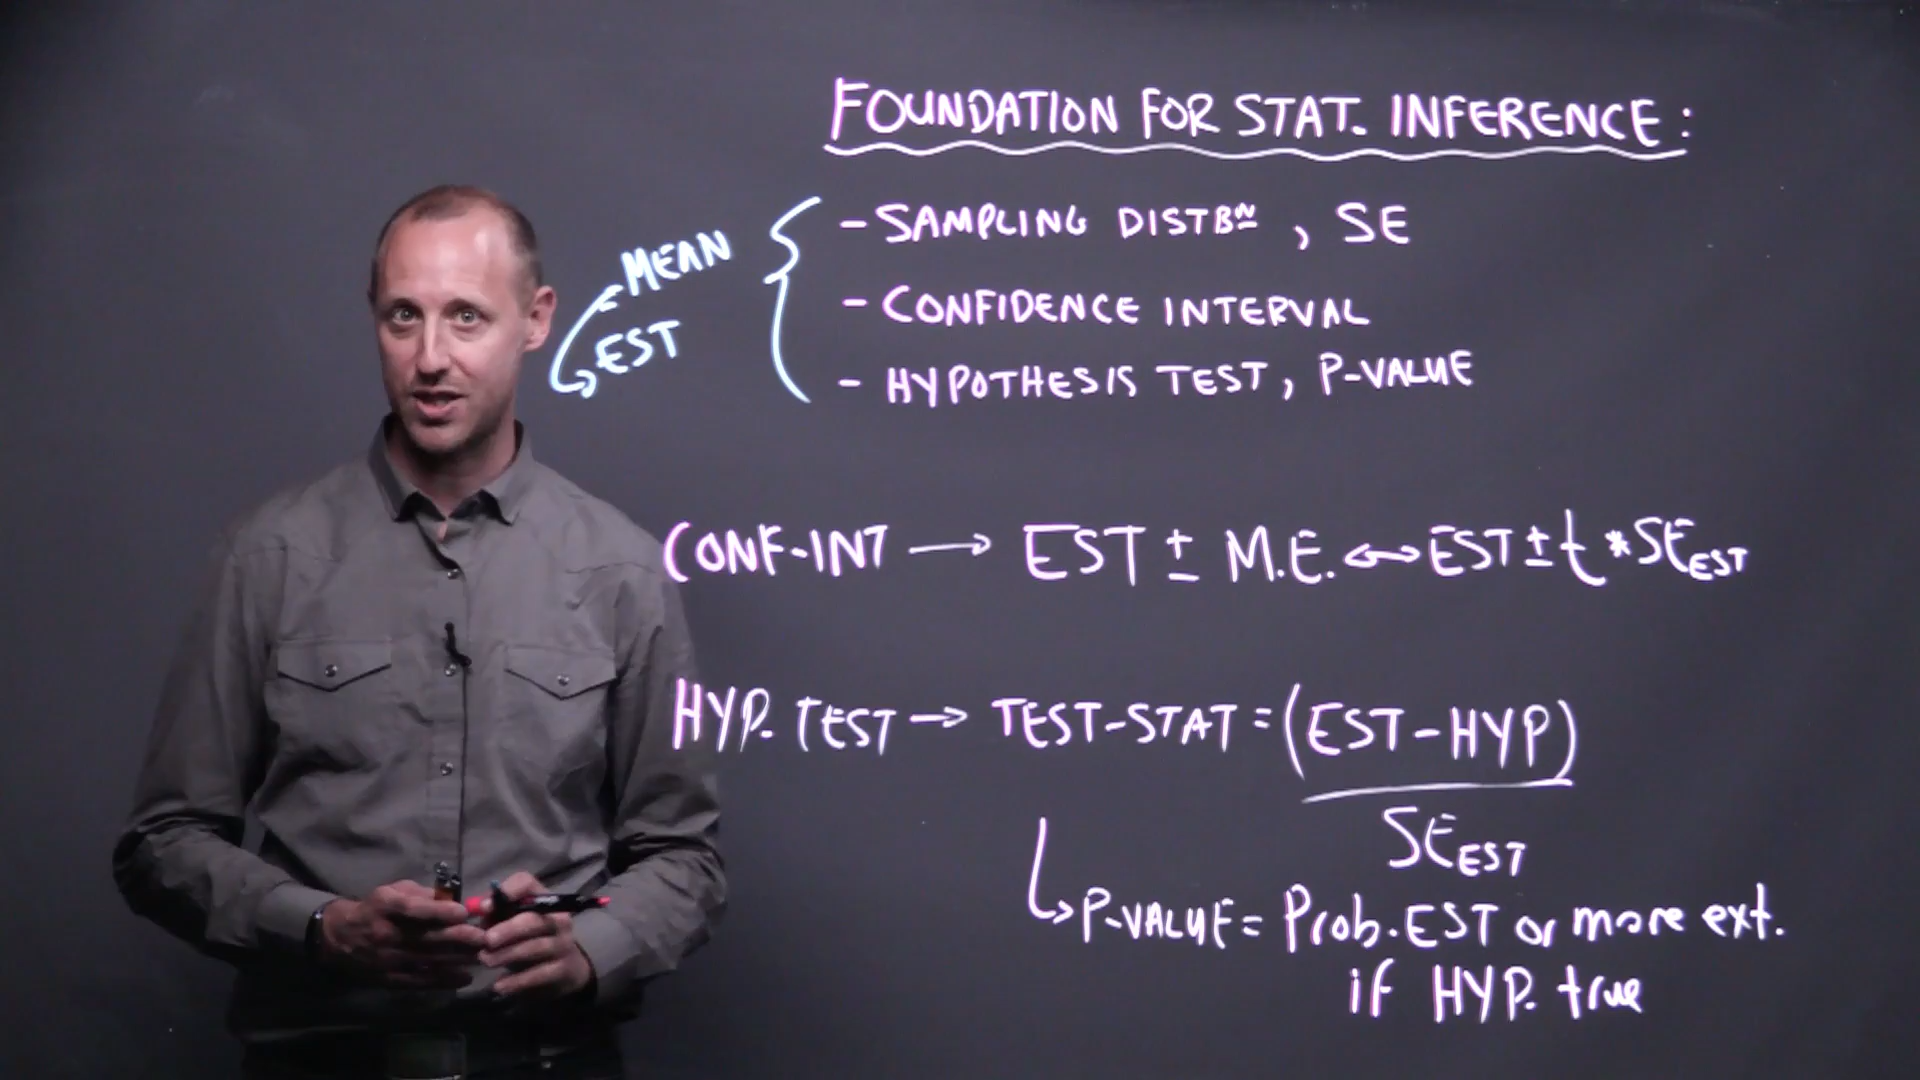 FOUNDATION FOR STAT. INFERENCE:
- SAMPLING DISTBN, SE
- CONFIDENCE INTERVAL
- HYPOTHESIS TEST, P-VALUE
MEAN
EST
CONF-INT → EST ± M.E. ↔ EST ± t * SE EST
HYP. TEST → TEST-STAT = (EST - HYP)
SE EST
↳ P-VALUE = Prob. EST or more ext.
if HYP. true